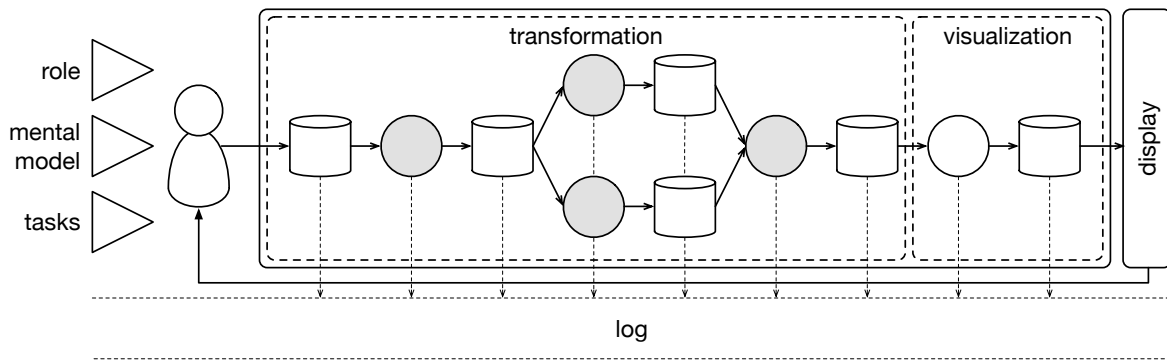 transformation
visualization
role
mental
model
tasks
display
log